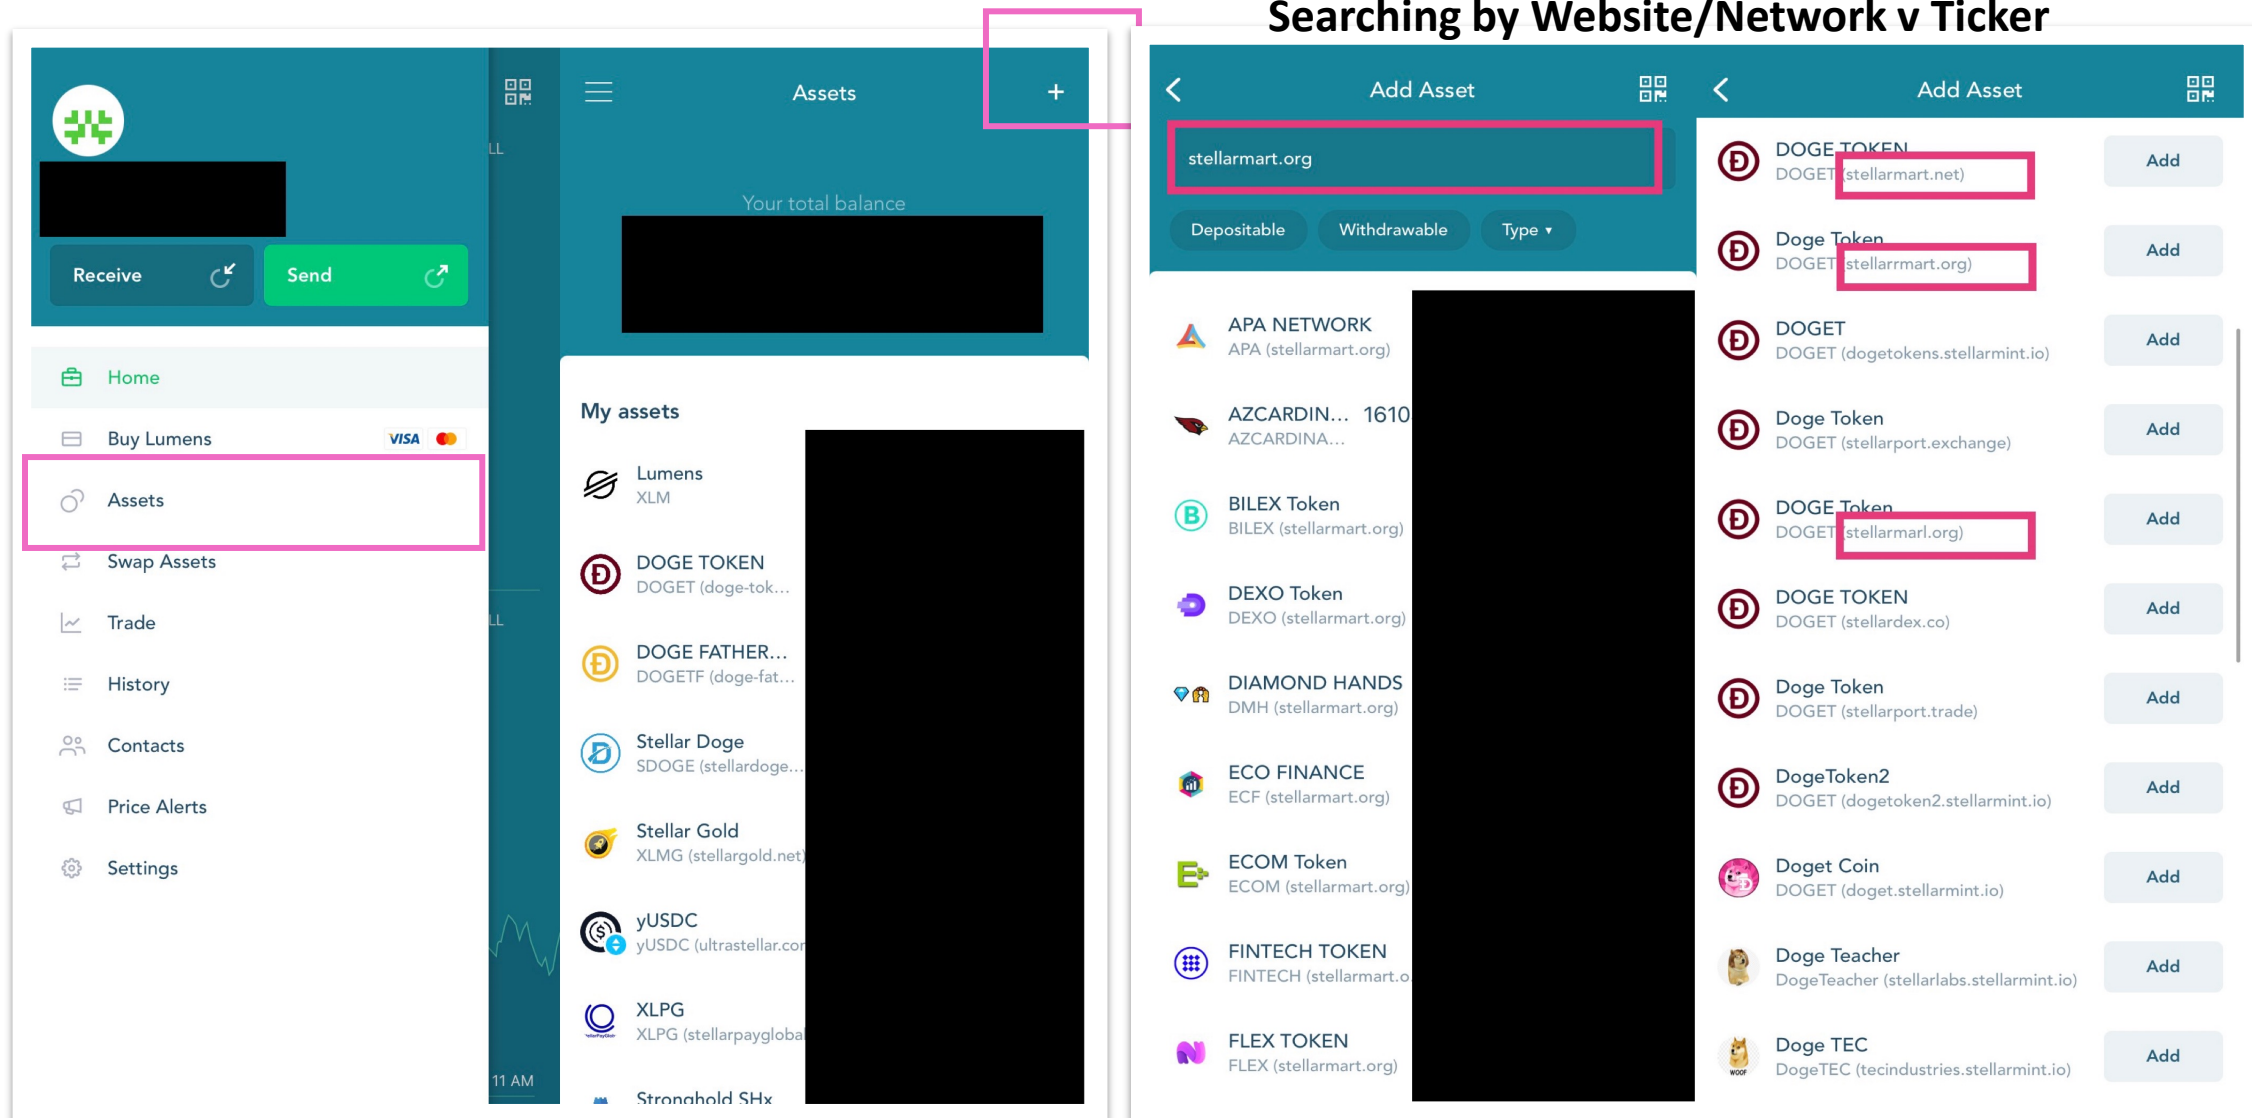 Searching by Website/Network v Ticker
Receive
Send
Home
Buy Lumens
VISA
Assets
Swap Assets
Trade
History
Contacts
Price Alerts
Settings
LL
LL
11 AM
Assets
+
Your total balance
My assets
Lumens
XLM
DOGE TOKEN
DOGET (doge-tok...
DOGE FATHER...
DOGETF (doge-fat...
Stellar Doge
SDOGE (stellardoge...
Stellar Gold
XLMG (stellargold.net)
yUSDC
yUSDC (ultrastellar.cor
XLPG
XLPG (stellarpayglobal
Stronghold SHx
Add Asset
stellarmart.org
Depositable
Withdrawable
Type ▾
APA NETWORK
APA (stellarmart.org)
AZCARDIN... 1610
AZCARDINA...
BILEX Token
BILEX (stellarmart.org)
DEXO Token
DEXO (stellarmart.org)
DIAMOND HANDS
DMH (stellarmart.org)
ECO FINANCE
ECF (stellarmart.org)
ECOM Token
ECOM (stellarmart.org)
FINTECH TOKEN
FINTECH (stellarmart.o
FLEX TOKEN
FLEX (stellarmart.org)
Add Asset
DOGE TOKEN
DOGET (stellarmart.net)
Add
Doge Token
DOGET (stellarrmart.org)
Add
DOGET
DOGET (dogetokens.stellarmint.io)
Add
Doge Token
DOGET (stellarport.exchange)
Add
DOGE Token
DOGET (stellarmarl.org)
Add
DOGE TOKEN
DOGET (stellardex.co)
Add
Doge Token
DOGET (stellarport.trade)
Add
DogeToken2
DOGET (dogetoken2.stellarmint.io)
Add
Doget Coin
DOGET (doget.stellarmint.io)
Add
Doge Teacher
DogeTeacher (stellarlabs.stellarmint.io)
Add
WOOF
Doge TEC
DogeTEC (tecindustries.stellarmint.io)
Add